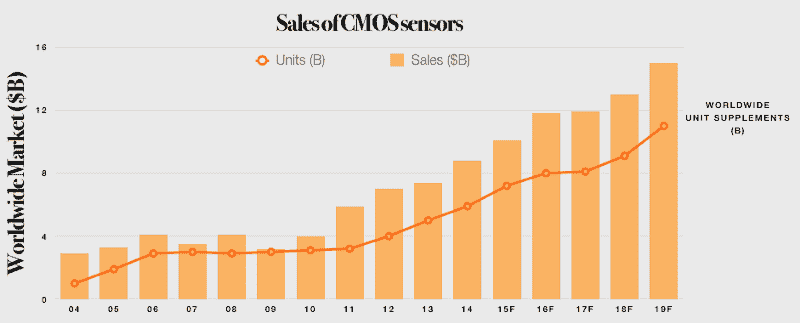 Sales of CMOS sensors
Units (B)
Sales ($B)
Worldwide Market ($B)
16
12
8
4
0
04 05 06 07 08 09 10 11 12 13 14 15F 16F 17F 18F 19F
WORLDWIDE
UNIT SUPPLEMENTS
(B)